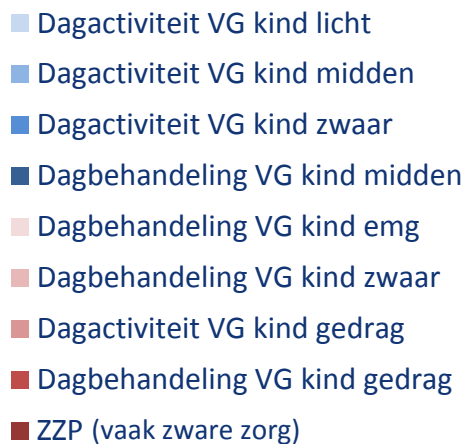 Dagactiviteit VG kind licht
Dagactiviteit VG kind midden
Dagactiviteit VG kind zwaar
Dagbehandeling VG kind midden
Dagbehandeling VG kind emg
Dagbehandeling VG kind zwaar
Dagactiviteit VG kind gedrag
Dagbehandeling VG kind gedrag
ZZP (vaak zware zorg)